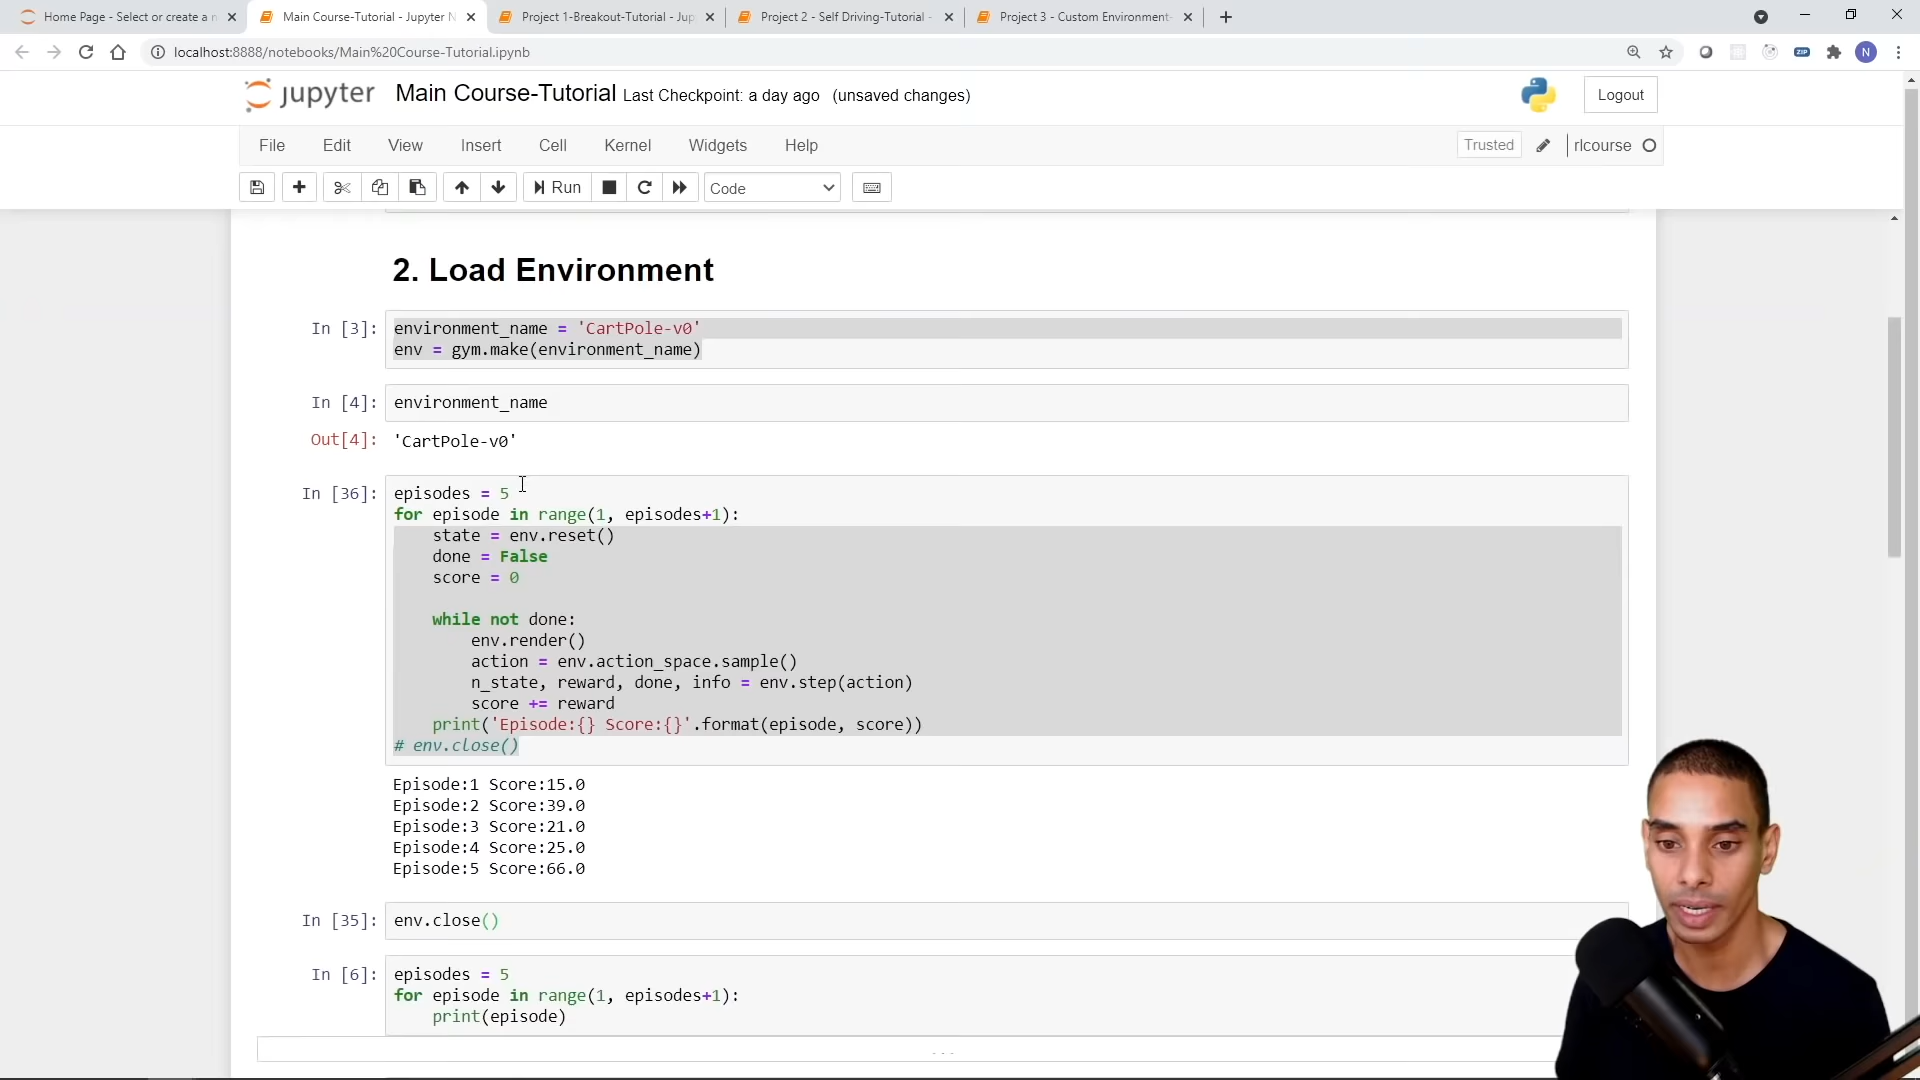 Home Page - Select or create a n
Main Course-Tutorial - Jupyter N
Project 1-Breakout-Tutorial - Jup
Project 2 - Self Driving-Tutorial -
Project 3 - Custom Environment-
localhost:8888/notebooks/Main%20Course-Tutorial.ipynb
ZIP
N
jupyter Main Course-Tutorial Last Checkpoint: a day ago (unsaved changes)
Logout
File Edit View Insert Cell Kernel Widgets Help
Trusted
rlcourse
Run
Code
2. Load Environment
In [3]: environment_name = 'CartPole-v0'
env = gym.make(environment_name)
In [4]: environment_name
Out[4]: 'CartPole-v0'
In [36]: episodes = 5
for episode in range(1, episodes+1):
    state = env.reset()
    done = False
    score = 0
    while not done:
        env.render()
        action = env.action_space.sample()
        n_state, reward, done, info = env.step(action)
        score += reward
    print('Episode:{} Score:{}'.format(episode, score))
# env.close()
Episode:1 Score:15.0
Episode:2 Score:39.0
Episode:3 Score:21.0
Episode:4 Score:25.0
Episode:5 Score:66.0
In [35]: env.close()
In [6]: episodes = 5
for episode in range(1, episodes+1):
    print(episode)
...